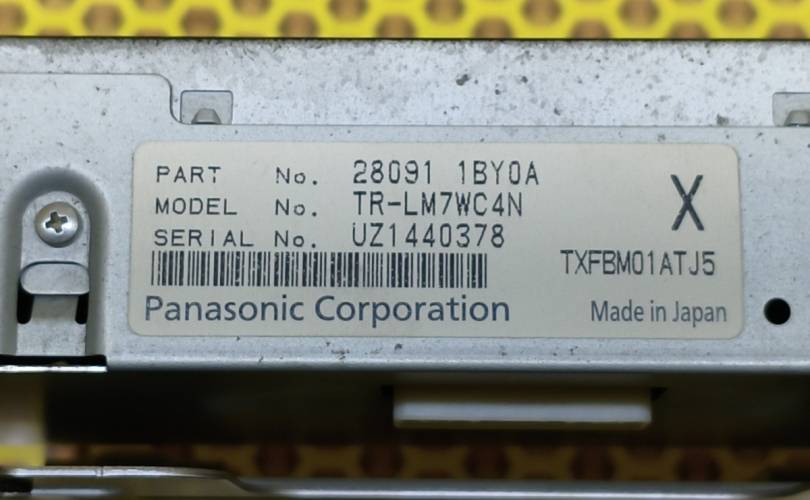 PART No. 28091 1BY0A
MODEL No. TR-LM7WC4N
SERIAL No. UZ1440378
X
TXFBM01ATJ5
Panasonic Corporation
Made in Japan